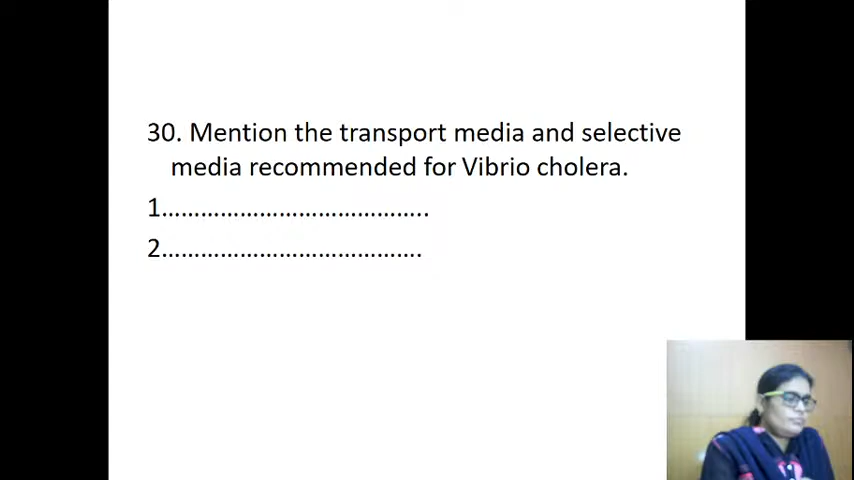 30. Mention the transport media and selective
media recommended for Vibrio cholera.
1…………………………………..
2………………………………….